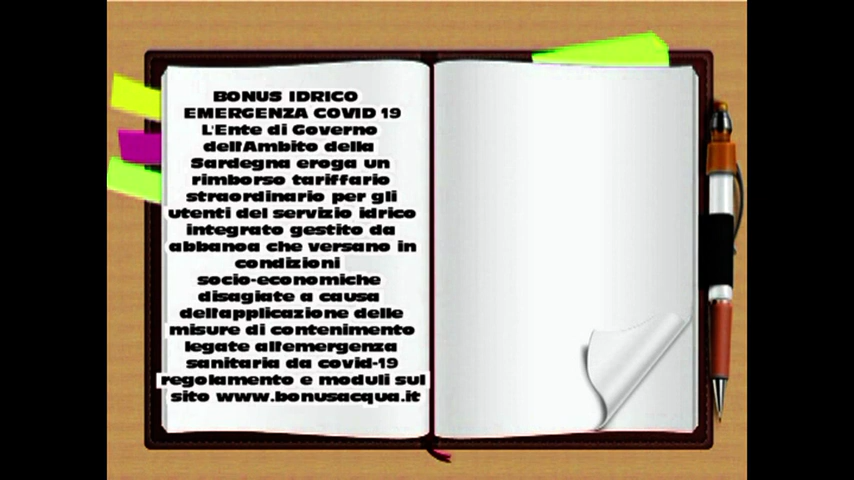 BONUS IDRICO
EMERGENZA COVID 19
L'Ente di Governo
dell'Ambito della
Sardegna eroga un
rimborso tariffario
straordinario per gli
utenti del servizio idrico
integrato gestito da
abbanoa che versano in
condizioni
socio-economiche
disagiate a causa
dell'applicazione delle
misure di contenimento
legate all'emergenza
sanitaria da covid-19
regolamento e moduli sul
sito www.bonusacqua.it